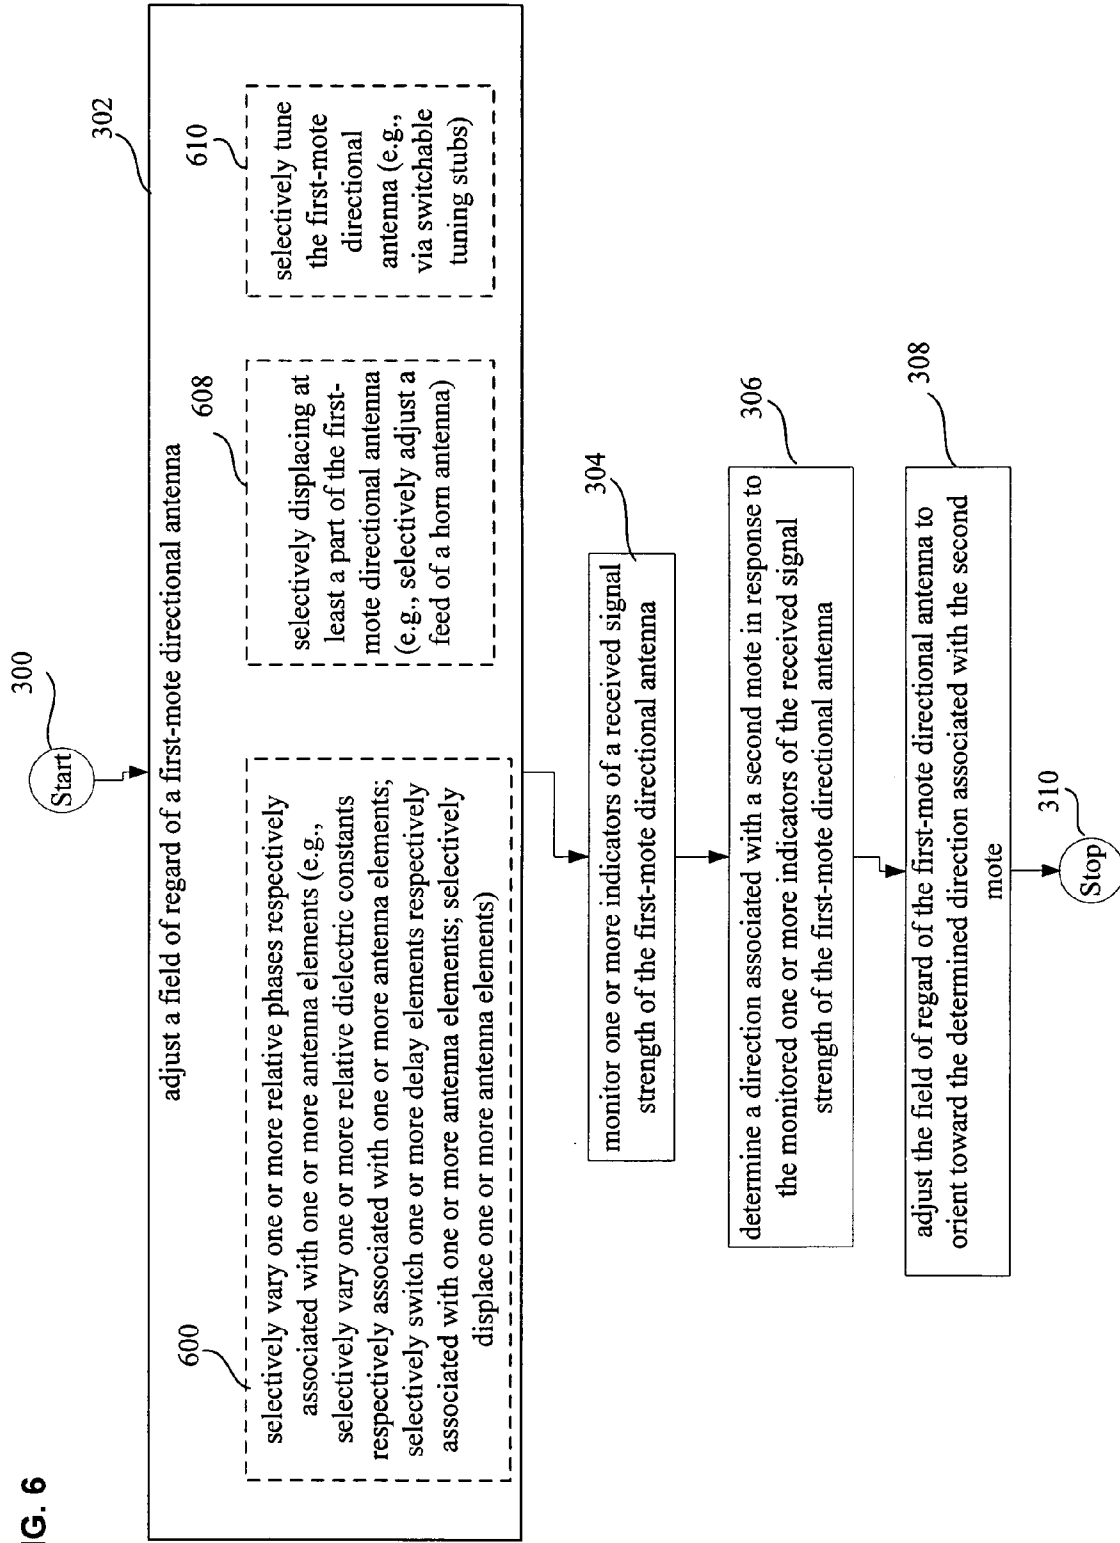 IG. 6
300
Start
302
adjust a field of regard of a first-mote directional antenna
600
selectively vary one or more relative phases respectively
associated with one or more antenna elements (e.g.,
selectively vary one or more relative dielectric constants
respectively associated with one or more antenna elements;
selectively switch one or more delay elements respectively
associated with one or more antenna elements; selectively
displace one or more antenna elements)
608
selectively displacing at
least a part of the first-
mote directional antenna
(e.g., selectively adjust a
feed of a horn antenna)
610
selectively tune
the first-mote
directional
antenna (e.g.,
via switchable
tuning stubs)
304
monitor one or more indicators of a received signal
strength of the first-mote directional antenna
306
determine a direction associated with a second mote in response to
the monitored one or more indicators of the received signal
strength of the first-mote directional antenna
308
adjust the field of regard of the first-mote directional antenna to
orient toward the determined direction associated with the second
mote
310
Stop